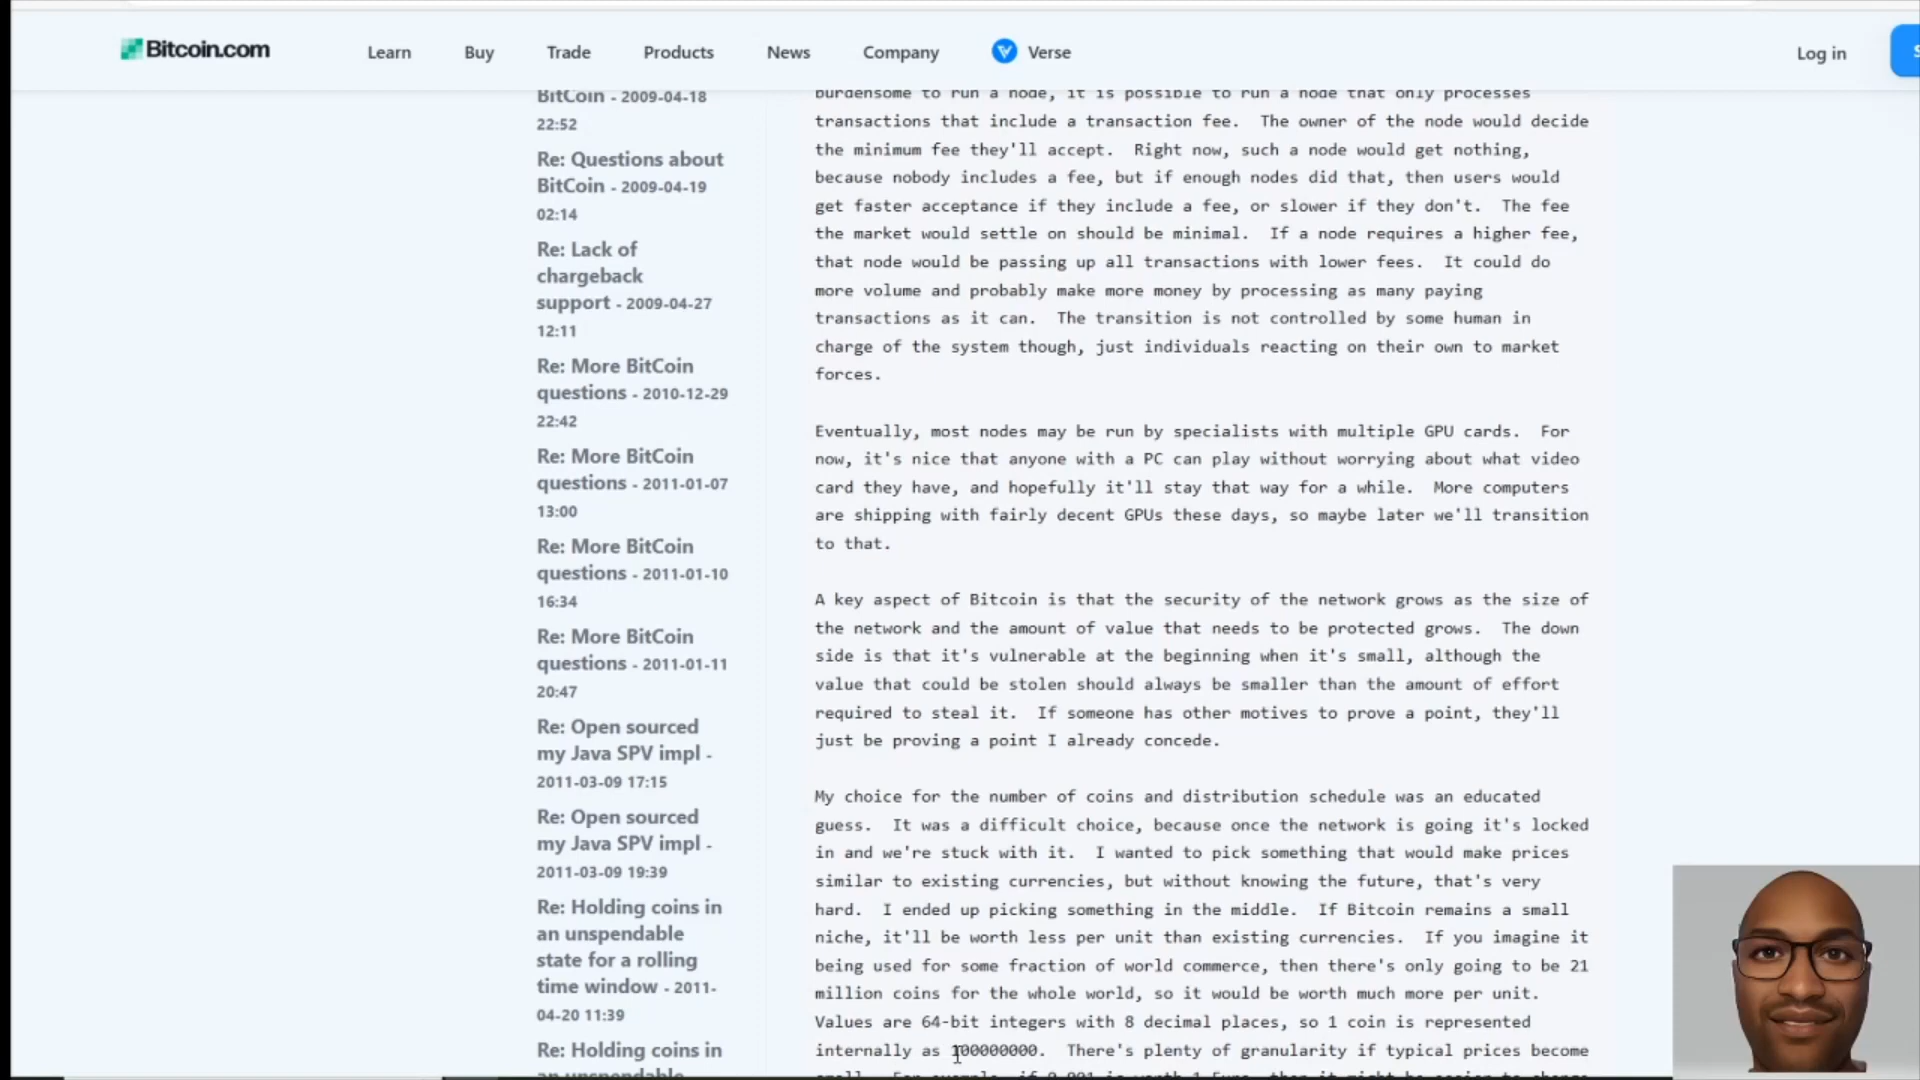 Bitcoin.com
Learn
Buy
Trade
Products
News
Company
Verse
Log in
BitCoin - 2009-04-18
22:52
Re: Questions about
BitCoin - 2009-04-19
02:14
Re: Lack of
chargeback
support - 2009-04-27
12:11
Re: More BitCoin
questions - 2010-12-29
22:42
Re: More BitCoin
questions - 2011-01-07
13:00
Re: More BitCoin
questions - 2011-01-10
16:34
Re: More BitCoin
questions - 2011-01-11
20:47
Re: Open sourced
my Java SPV impl -
2011-03-09 17:15
Re: Open sourced
my Java SPV impl -
2011-03-09 19:39
Re: Holding coins in
an unspendable
state for a rolling
time window - 2011-
04-20 11:39
Re: Holding coins in
an unspendable
burdensome to run a node, it is possible to run a node that only processes
transactions that include a transaction fee.  The owner of the node would decide
the minimum fee they'll accept.  Right now, such a node would get nothing,
because nobody includes a fee, but if enough nodes did that, then users would
get faster acceptance if they include a fee, or slower if they don't.  The fee
the market would settle on should be minimal.  If a node requires a higher fee,
that node would be passing up all transactions with lower fees.  It could do
more volume and probably make more money by processing as many paying
transactions as it can.  The transition is not controlled by some human in
charge of the system though, just individuals reacting on their own to market
forces.
Eventually, most nodes may be run by specialists with multiple GPU cards.  For
now, it's nice that anyone with a PC can play without worrying about what video
card they have, and hopefully it'll stay that way for a while.  More computers
are shipping with fairly decent GPUs these days, so maybe later we'll transition
to that.
A key aspect of Bitcoin is that the security of the network grows as the size of
the network and the amount of value that needs to be protected grows.  The down
side is that it's vulnerable at the beginning when it's small, although the
value that could be stolen should always be smaller than the amount of effort
required to steal it.  If someone has other motives to prove a point, they'll
just be proving a point I already concede.
My choice for the number of coins and distribution schedule was an educated
guess.  It was a difficult choice, because once the network is going it's locked
in and we're stuck with it.  I wanted to pick something that would make prices
similar to existing currencies, but without knowing the future, that's very
hard.  I ended up picking something in the middle.  If Bitcoin remains a small
niche, it'll be worth less per unit than existing currencies.  If you imagine it
being used for some fraction of world commerce, then there's only going to be 21
million coins for the whole world, so it would be worth much more per unit.
Values are 64-bit integers with 8 decimal places, so 1 coin is represented
internally as 100000000.  There's plenty of granularity if typical prices become